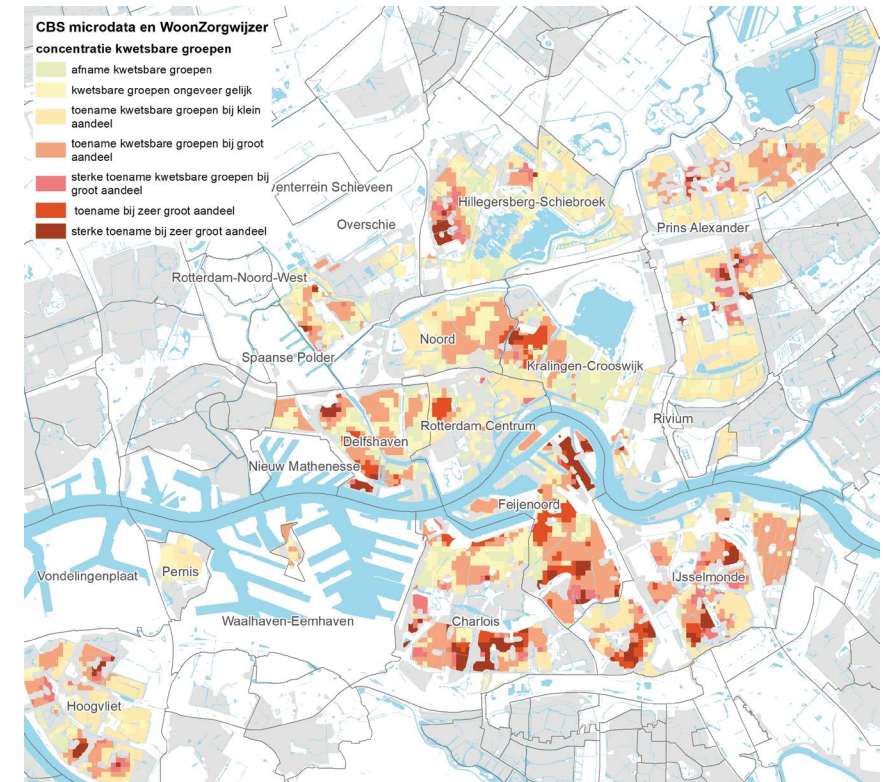 CBS microdata en WoonZorgwijzer
concentratie kwetsbare groepen
afname kwetsbare groepen
kwetsbare groepen ongeveer gelijk
toename kwetsbare groepen bij klein
aandeel
toename kwetsbare groepen bij groot
aandeel
sterke toename kwetsbare groepen bij
groot aandeel
toename bij zeer groot aandeel
sterke toename bij zeer groot aandeel
venterrein Schieveen
Hillegersberg-Schiebroek
Overschie
Prins Alexander
Rotterdam-Noord-West
Noord
Spaanse Polder
Kralingen-Crooswijk
Rivium
Rotterdam Centrum
Delfshaven
Nieuw Mathenesse
Feijenoord
Vondelingenplaat
Pernis
IJsselmonde
Waalhaven-Eemhaven
Charlois
Hoogvliet